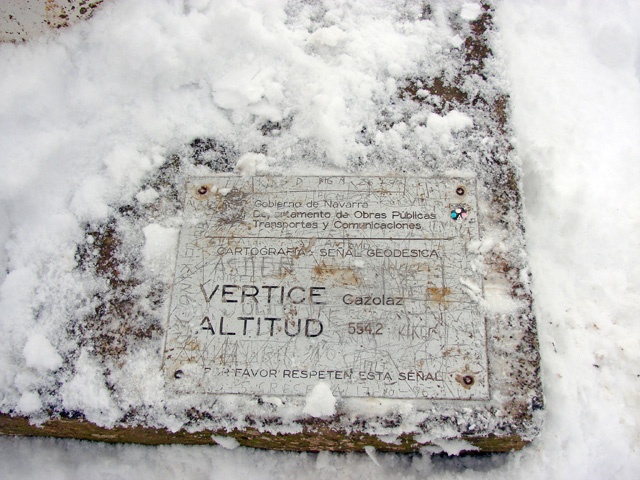 Gobierno de Navarra
Departamento de Obras Públicas
Transportes y Comunicaciones
CARTOGRAFIA - SEÑAL GEODESICA
VERTICE Cazolaz
ALTITUD 554,2
POR FAVOR RESPETEN ESTA SEÑAL